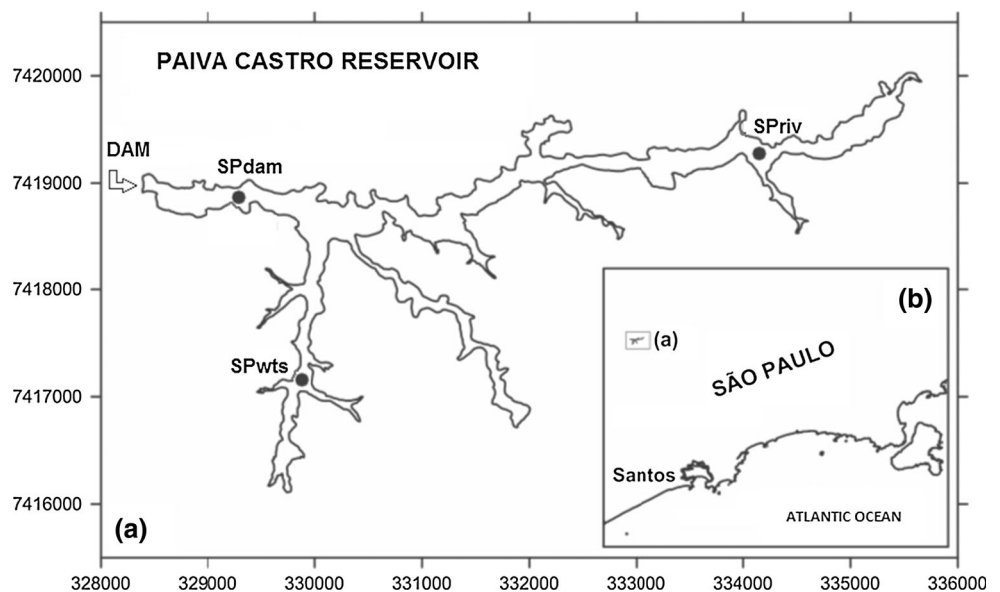 PAIVA CASTRO RESERVOIR
7420000
7419000
7418000
7417000
7416000
DAM
SPdam
SPriv
SPwts
(a)
(b)
(a)
SÃO PAULO
Santos
ATLANTIC OCEAN
328000 329000 330000 331000 332000 333000 334000 335000 336000